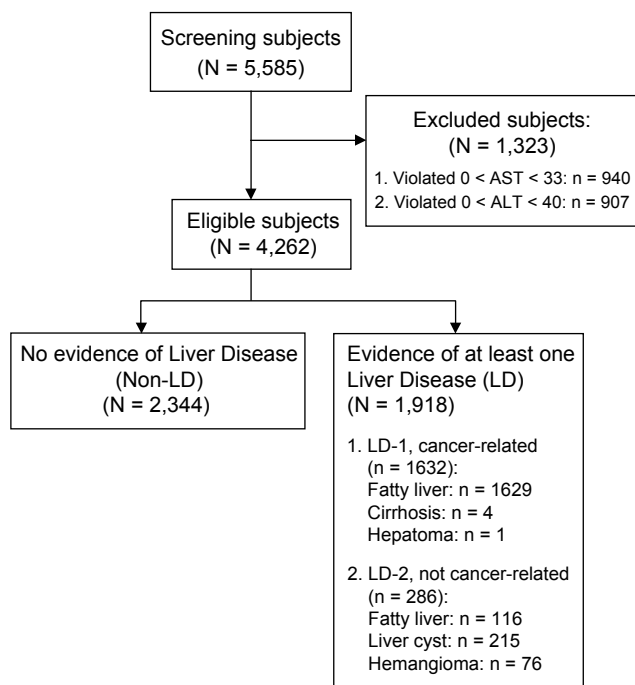 Screening subjects
(N = 5,585)
Excluded subjects:
(N = 1,323)
1. Violated 0 < AST < 33: n = 940
2. Violated 0 < ALT < 40: n = 907
Eligible subjects
(N = 4,262)
No evidence of Liver Disease
(Non-LD)
(N = 2,344)
Evidence of at least one
Liver Disease (LD)
(N = 1,918)
1. LD-1, cancer-related
(n = 1632):
Fatty liver: n = 1629
Cirrhosis: n = 4
Hepatoma: n = 1
2. LD-2, not cancer-related
(n = 286):
Fatty liver: n = 116
Liver cyst: n = 215
Hemangioma: n = 76